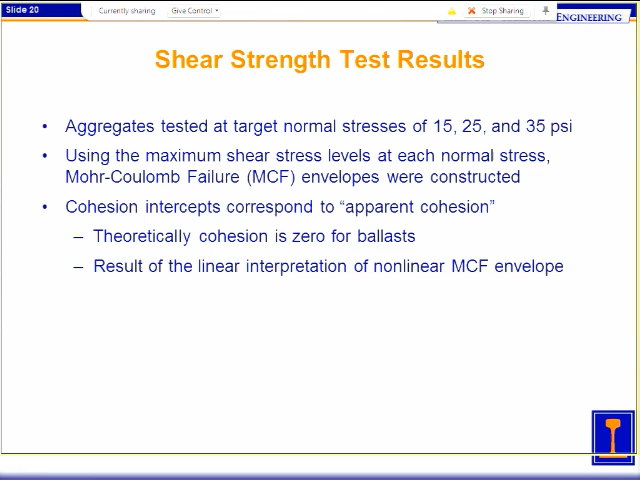 Slide 20
Currently sharing
Give Control
Stop Sharing
ENGINEERING
Shear Strength Test Results
• Aggregates tested at target normal stresses of 15, 25, and 35 psi
• Using the maximum shear stress levels at each normal stress,
Mohr-Coulomb Failure (MCF) envelopes were constructed
• Cohesion intercepts correspond to “apparent cohesion”
– Theoretically cohesion is zero for ballasts
– Result of the linear interpretation of nonlinear MCF envelope